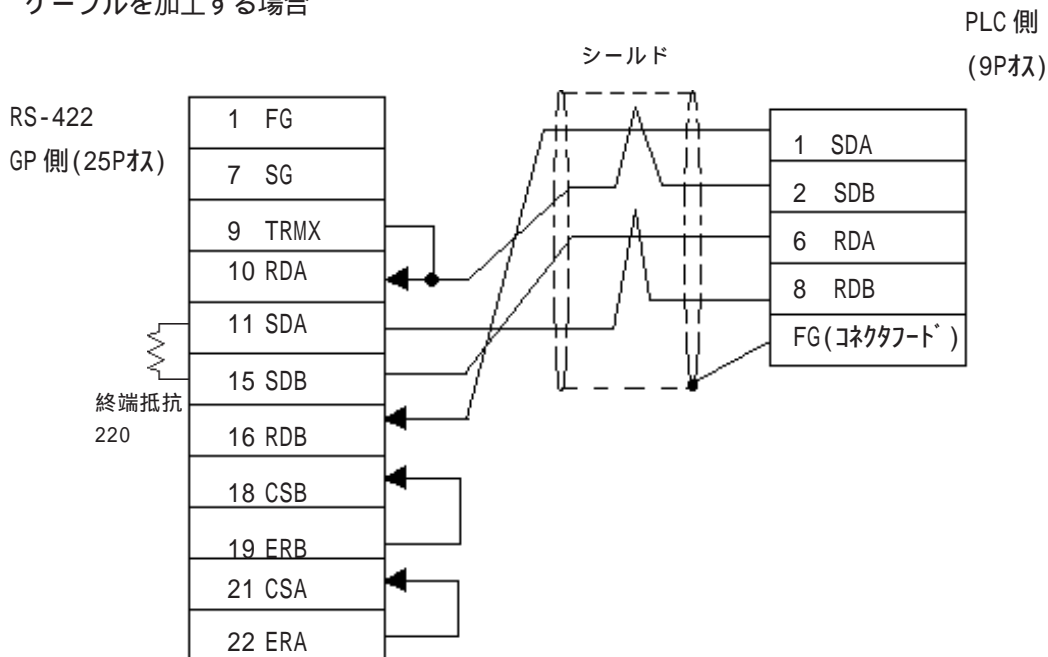 ケーブルを加工する場合
PLC 側
(9Pｵｽ)
シールド
RS-422
GP 側(25Pｵｽ)
1 FG
7 SG
9 TRMX
10 RDA
11 SDA
15 SDB
16 RDB
18 CSB
19 ERB
21 CSA
22 ERA
終端抵抗
220
1 SDA
2 SDB
6 RDA
8 RDB
FG(ｺﾈｸﾀﾌｰﾄﾞ)